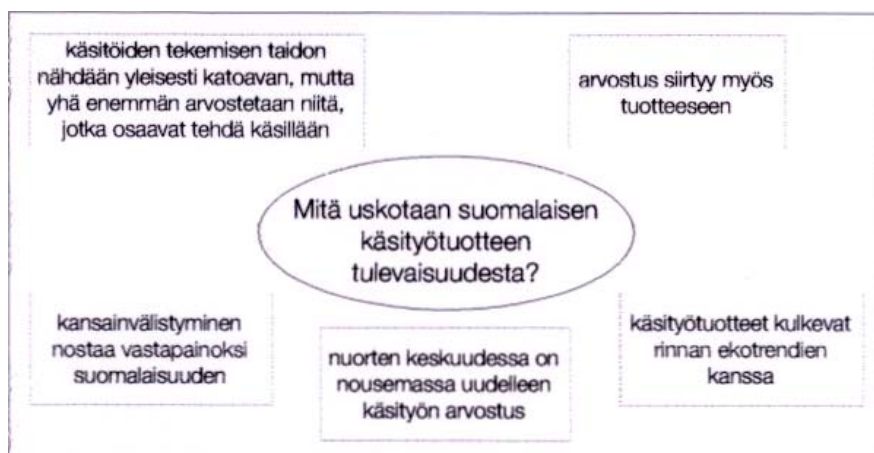 käsitöiden tekemisen taidon
nähdään yleisesti katoavan, mutta
yhä enemmän arvostetaan niitä,
jotka osaavat tehdä käsillään
arvostus siirtyy myös
tuotteeseen
Mitä uskotaan suomalaisen
käsityötuotteen
tulevaisuudesta?
kansainvälistyminen
nostaa vastapainoksi
suomalaisuuden
nuorten keskuudessa on
nousemassa uudelleen
käsityön arvostus
käsityötuotteet kulkevat
rinnan ekotrendien
kanssa